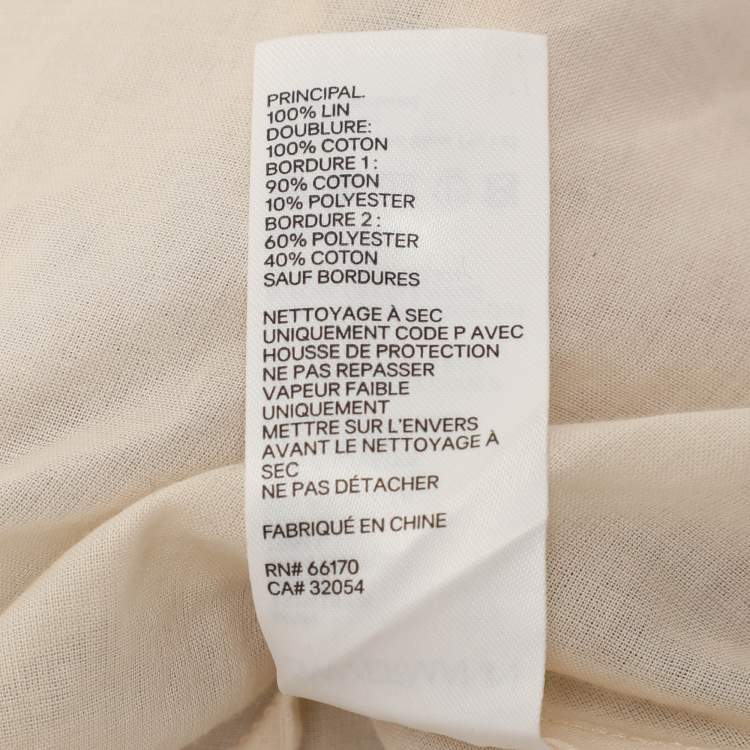 PRINCIPAL.
100% LIN
DOUBLURE:
100% COTON
BORDURE 1 :
90% COTON
10% POLYESTER
BORDURE 2 :
60% POLYESTER
40% COTON
SAUF BORDURES
NETTOYAGE À SEC
UNIQUEMENT CODE P AVEC
HOUSSE DE PROTECTION
NE PAS REPASSER
VAPEUR FAIBLE
UNIQUEMENT
METTRE SUR L'ENVERS
AVANT LE NETTOYAGE À
SEC
NE PAS DÉTACHER
FABRIQUÉ EN CHINE
RN# 66170
CA# 32054